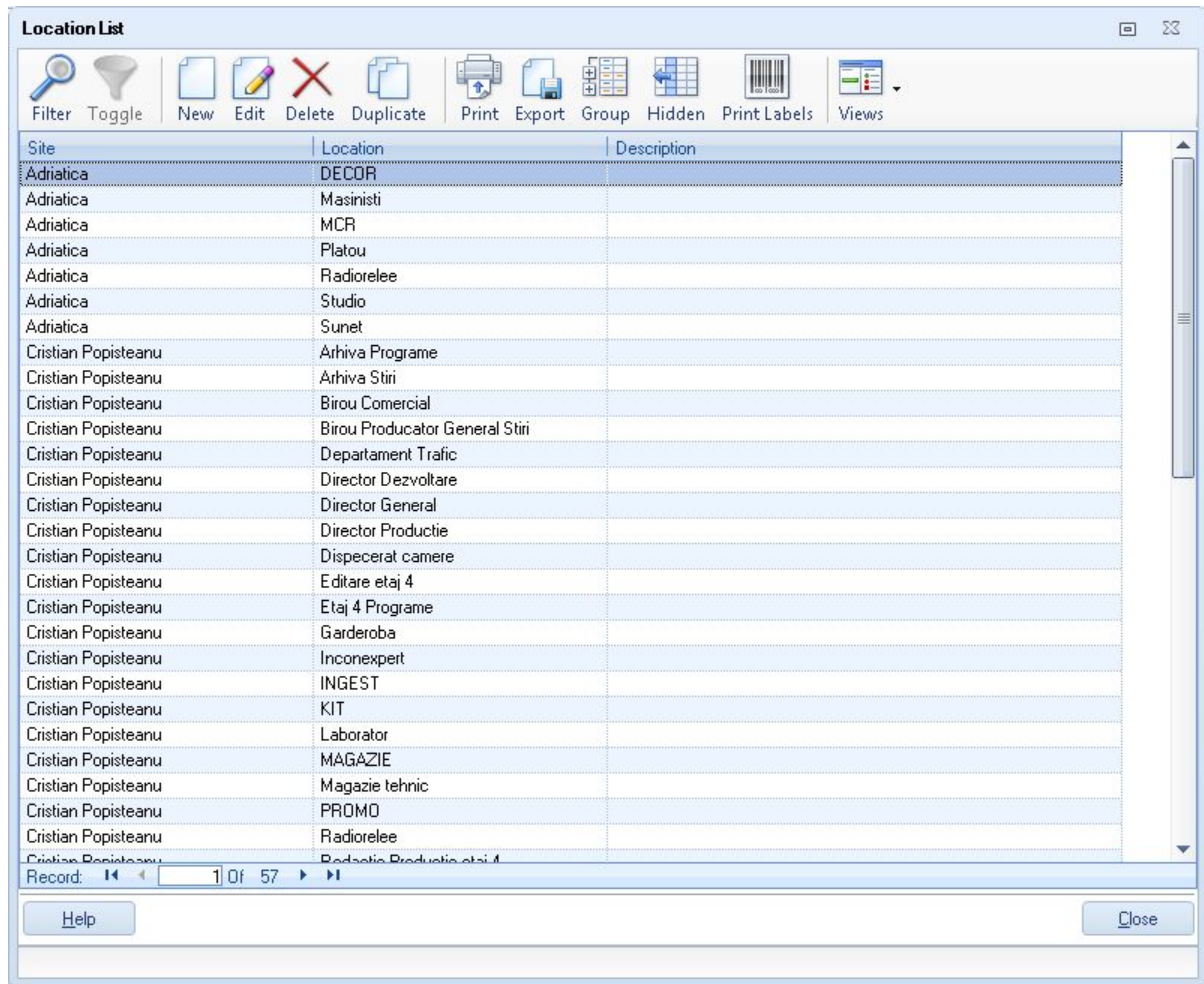 Location List
Filter Toggle New Edit Delete Duplicate Print Export Group Hidden Print Labels Views
Site Location Description
Adriatica DECOR
Adriatica Masinisti
Adriatica MCR
Adriatica Platou
Adriatica Radiorelee
Adriatica Studio
Adriatica Sunet
Cristian Popisteanu Arhiva Programe
Cristian Popisteanu Arhiva Stiri
Cristian Popisteanu Birou Comercial
Cristian Popisteanu Birou Producator General Stiri
Cristian Popisteanu Departament Trafic
Cristian Popisteanu Director Dezvoltare
Cristian Popisteanu Director General
Cristian Popisteanu Director Productie
Cristian Popisteanu Dispecerat camere
Cristian Popisteanu Editare etaj 4
Cristian Popisteanu Etaj 4 Programe
Cristian Popisteanu Garderoba
Cristian Popisteanu Inconexpert
Cristian Popisteanu INGEST
Cristian Popisteanu KIT
Cristian Popisteanu Laborator
Cristian Popisteanu MAGAZIE
Cristian Popisteanu Magazie tehnic
Cristian Popisteanu PROMO
Cristian Popisteanu Radiorelee
Cristian Popisteanu Redactie Productie etaj 4
Record: 1 Of 57
Help Close